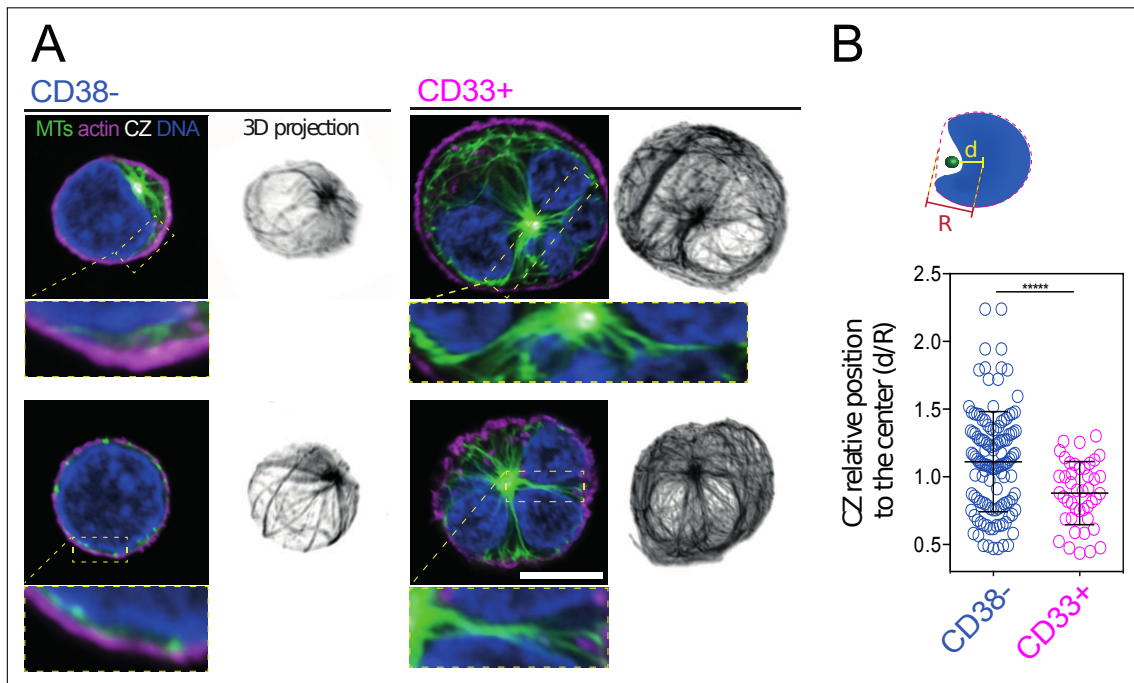 A
CD38-
CD33+
MTs actin CZ DNA
3D projection
B
d
R
CZ relative position
to the center (d/R)
2.5
*****
2.0
1.5
1.0
0.5
CD38-
CD33+